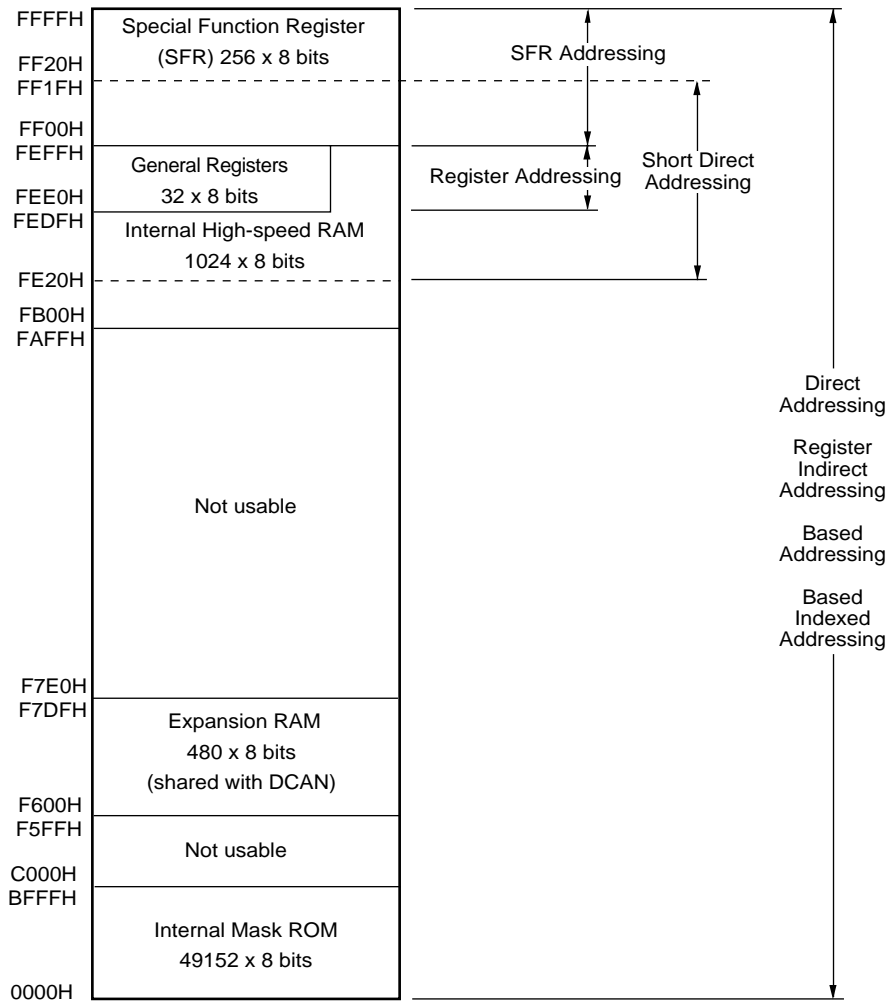 FFFFH
Special Function Register
(SFR) 256 x 8 bits
SFR Addressing
FF20H
FF1FH
FF00H
FEFFH
General Registers
32 x 8 bits
Register Addressing
Short Direct
Addressing
FEE0H
FEDFH
Internal High-speed RAM
1024 x 8 bits
FE20H
FB00H
FAFFH
Direct
Addressing
Register
Indirect
Addressing
Based
Addressing
Based
Indexed
Addressing
Not usable
F7E0H
F7DFH
Expansion RAM
480 x 8 bits
(shared with DCAN)
F600H
F5FFH
Not usable
C000H
BFFFH
Internal Mask ROM
49152 x 8 bits
0000H